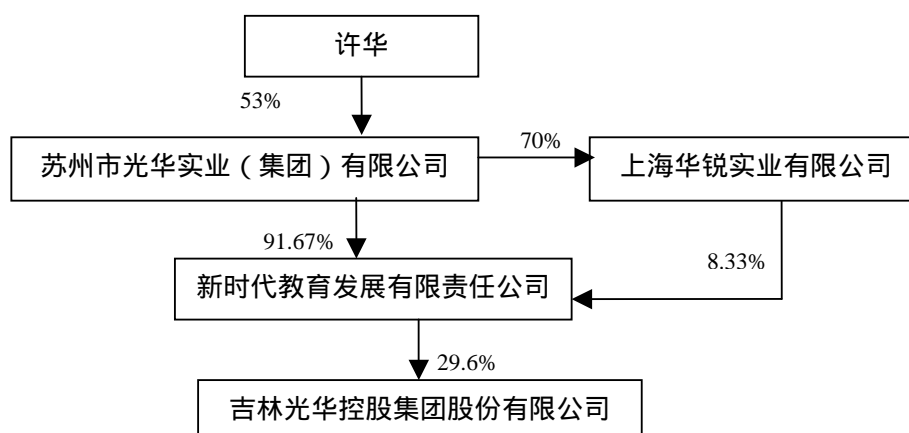 许华
53%
苏州市光华实业（集团）有限公司
70%
上海华锐实业有限公司
91.67%
8.33%
新时代教育发展有限责任公司
29.6%
吉林光华控股集团股份有限公司